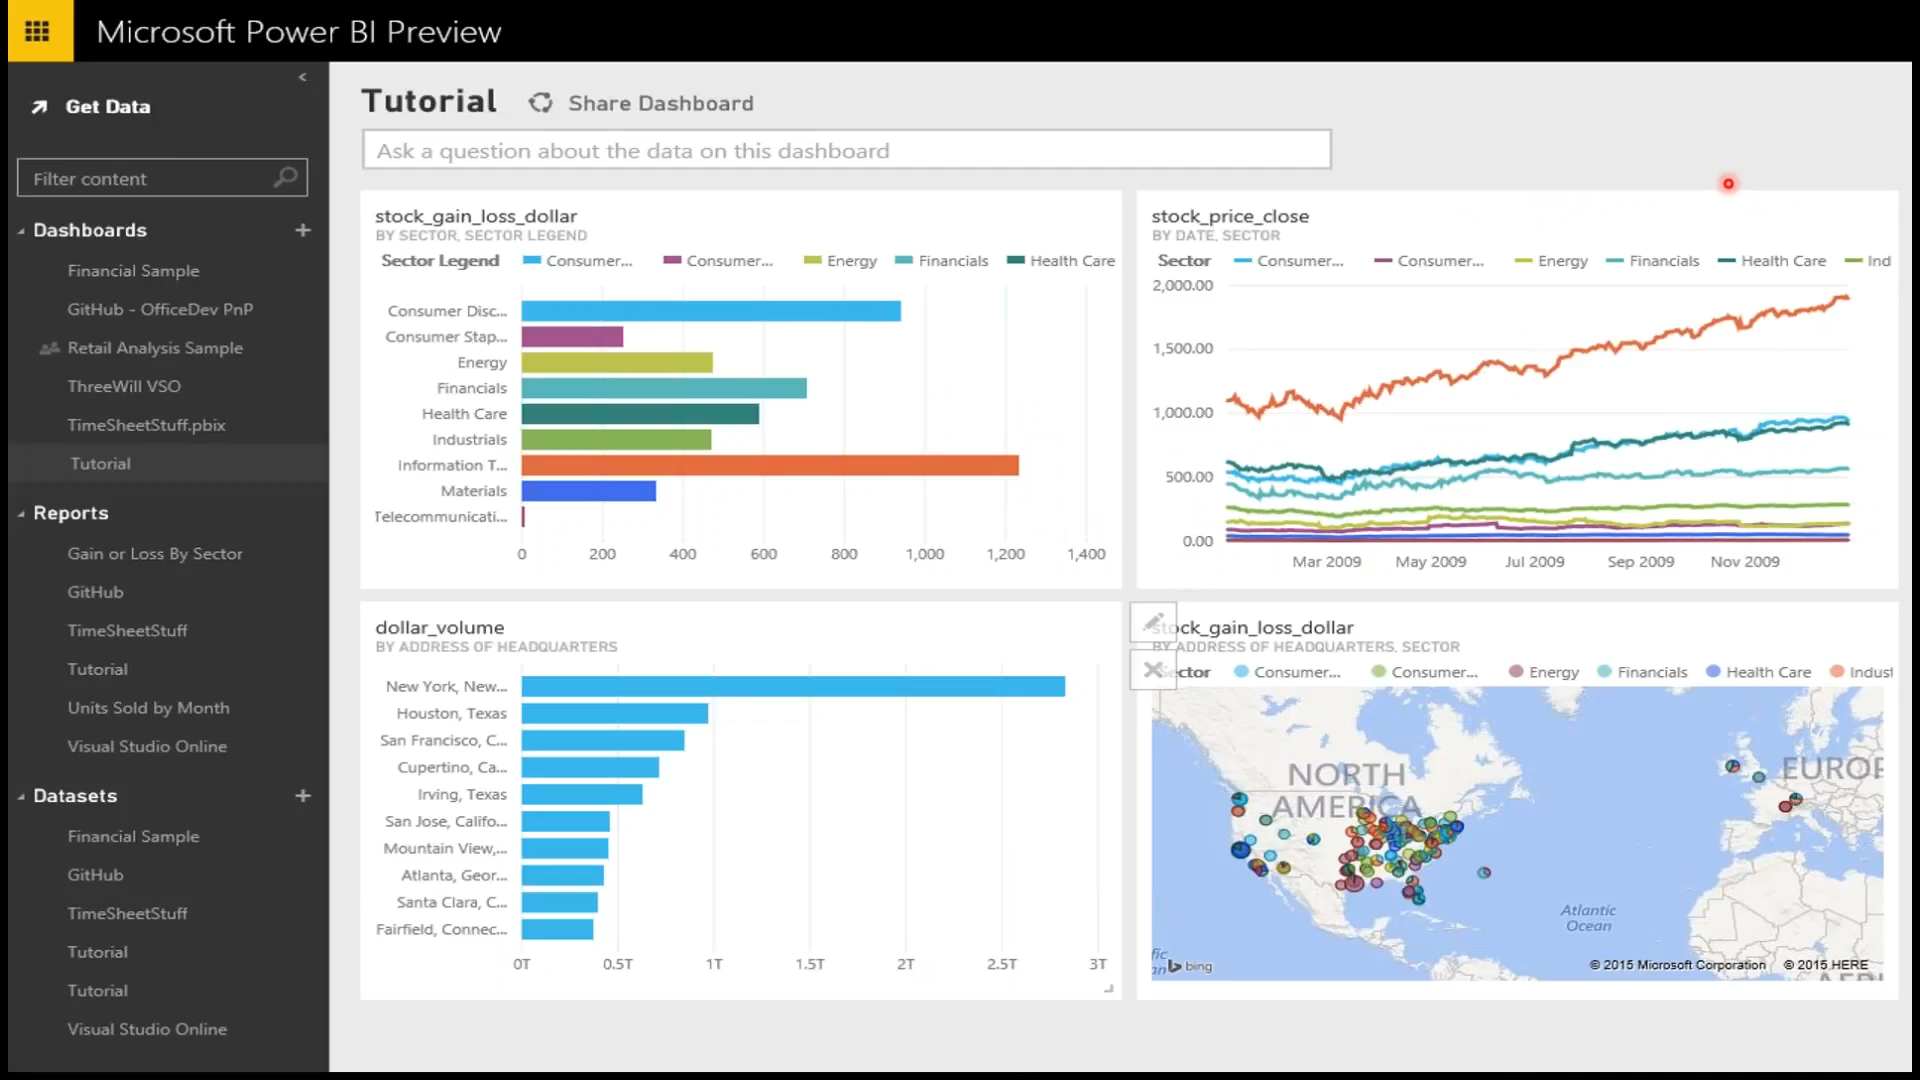 Microsoft Power BI Preview
Get Data
Filter content
Dashboards
Financial Sample
GitHub - OfficeDev PnP
Retail Analysis Sample
ThreeWill VSO
TimeSheetStuff.pbix
Tutorial
Reports
Gain or Loss By Sector
GitHub
TimeSheetStuff
Tutorial
Units Sold by Month
Visual Studio Online
Datasets
Financial Sample
GitHub
TimeSheetStuff
Tutorial
Tutorial
Visual Studio Online
Tutorial Share Dashboard
Ask a question about the data on this dashboard
stock_gain_loss_dollar
BY SECTOR, SECTOR LEGEND
Sector Legend Consumer... Consumer... Energy Financials Health Care
Consumer Disc...
Consumer Stap...
Energy
Financials
Health Care
Industrials
Information T...
Materials
Telecommunicati...
0 200 400 600 800 1,000 1,200 1,400
stock_price_close
BY DATE, SECTOR
Sector Consumer... Consumer... Energy Financials Health Care Ind
2,000.00
1,500.00
1,000.00
500.00
0.00
Mar 2009 May 2009 Jul 2009 Sep 2009 Nov 2009
dollar_volume
BY ADDRESS OF HEADQUARTERS
New York, New...
Houston, Texas
San Francisco, C...
Cupertino, Ca...
Irving, Texas
San Jose, Califo...
Mountain View,...
Atlanta, Geor...
Santa Clara, C...
Fairfield, Connec...
0T 0.5T 1T 1.5T 2T 2.5T 3T
stock_gain_loss_dollar
BY ADDRESS OF HEADQUARTERS, SECTOR
Sector Consumer... Consumer... Energy Financials Health Care Indust
NORTH
AMERICA
EUROP
Atlantic
Ocean
bing
© 2015 Microsoft Corporation © 2015 HERE